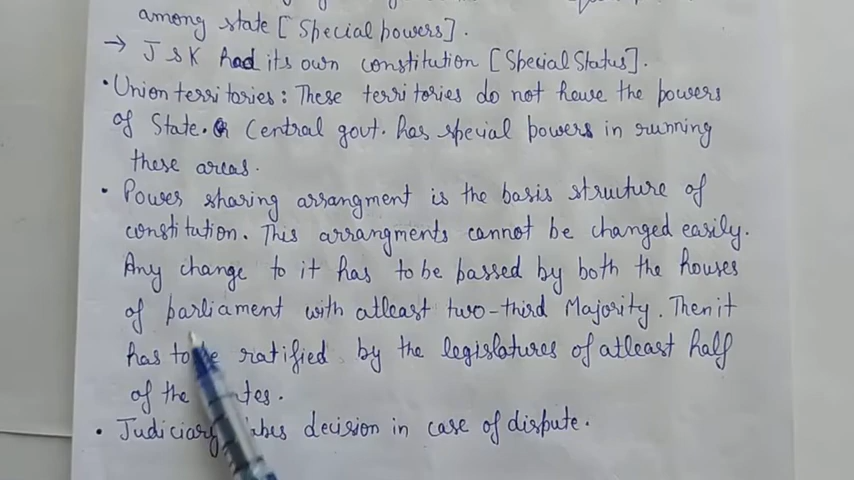 among state [Special powers].
→ J & K had its own constitution [Special Status].
• Union territories: These territories do not have the powers
of State. Central govt. has special powers in running
these areas.
• Power sharing arrangment is the basis structure of
constitution. This arrangments cannot be changed easily.
Any change to it has to be passed by both the houses
of parliament with atleast two-third Majority. Then it
has to ratified by the legislatures of atleast half
of the
• Judiciary decision in case of dispute.